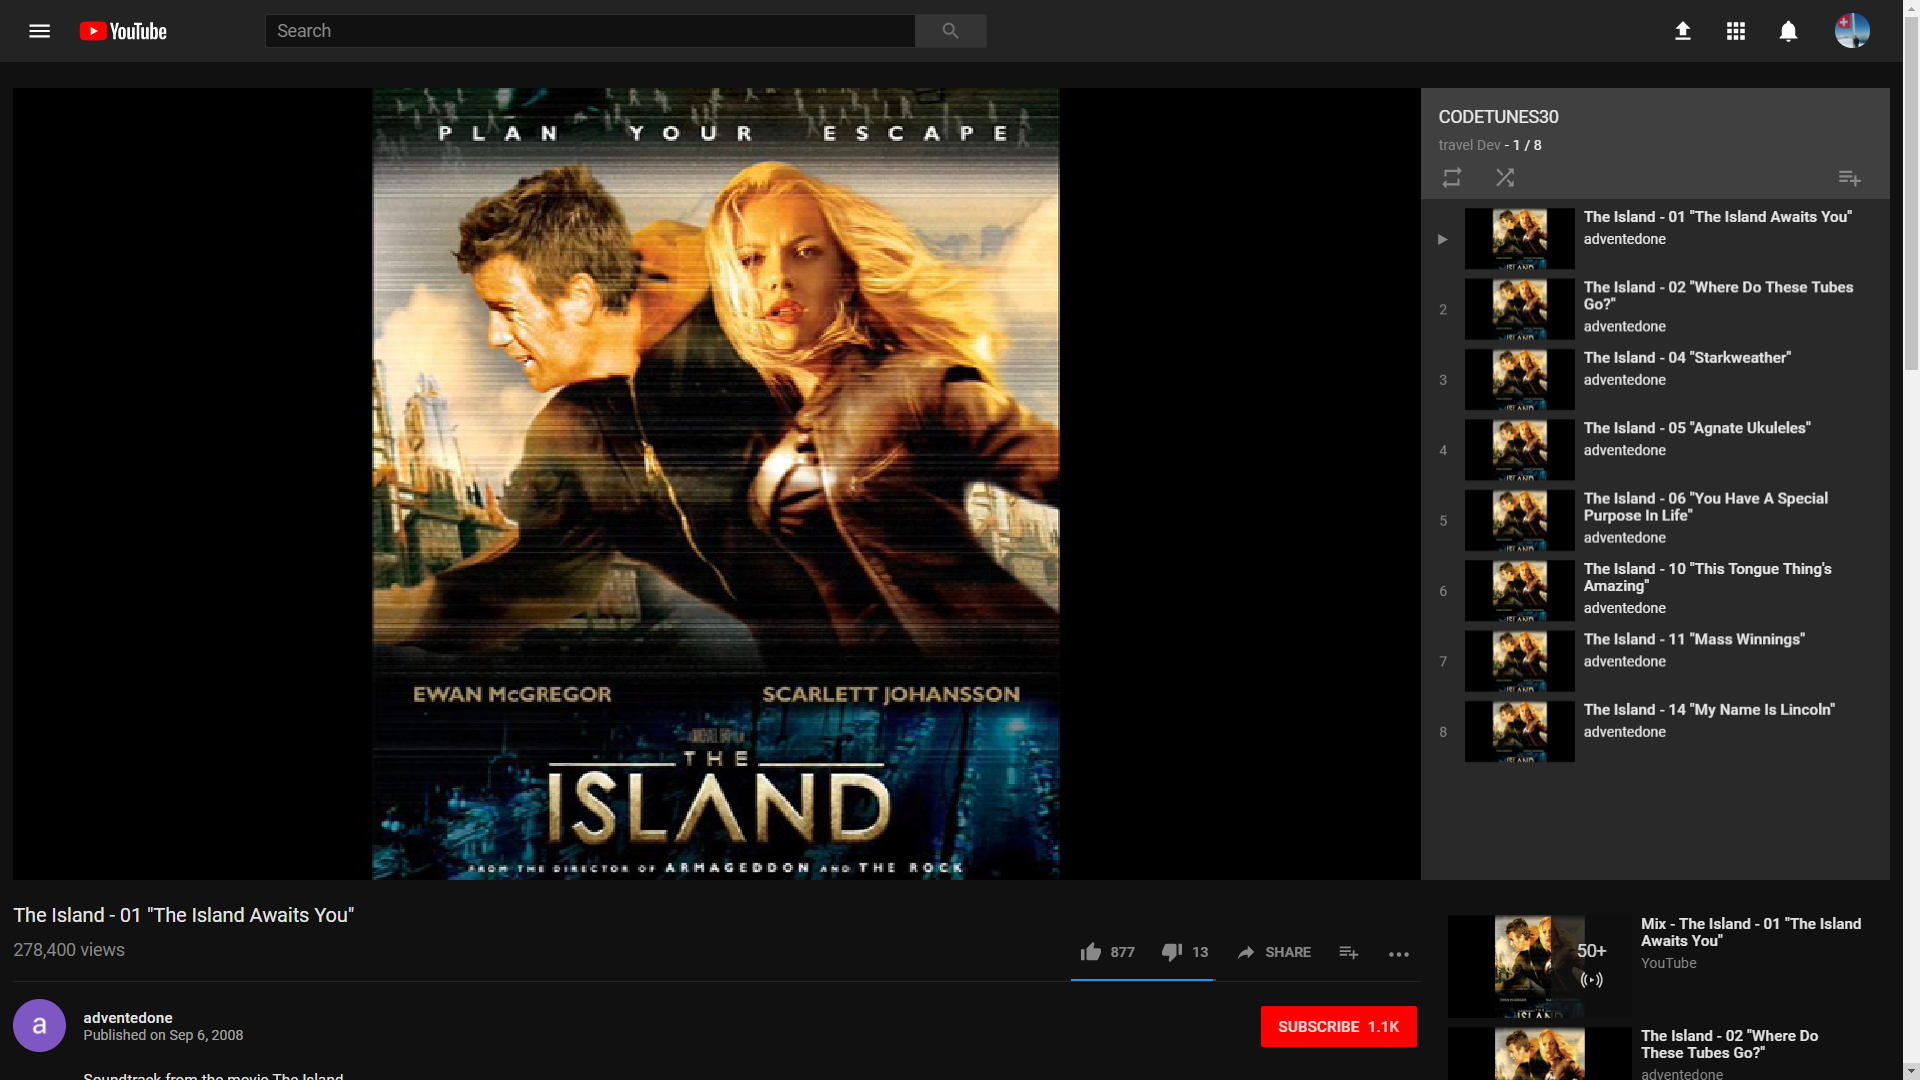 YouTube
Search
PLAN YOUR ESCAPE
EWAN McGREGOR
SCARLETT JOHANSSON
THE
ISLAND
FROM THE DIRECTOR OF ARMAGEDDON AND THE ROCK
CODETUNES30
travel Dev - 1 / 8
The Island - 01 "The Island Awaits You"
adventedone
2
The Island - 02 "Where Do These Tubes
Go?"
adventedone
3
The Island - 04 "Starkweather"
adventedone
4
The Island - 05 "Agnate Ukuleles"
adventedone
5
The Island - 06 "You Have A Special
Purpose In Life"
adventedone
6
The Island - 10 "This Tongue Thing's
Amazing"
adventedone
7
The Island - 11 "Mass Winnings"
adventedone
8
The Island - 14 "My Name Is Lincoln"
adventedone
The Island - 01 "The Island Awaits You"
278,400 views
877
13
SHARE
adventedone
Published on Sep 6, 2008
SUBSCRIBE 1.1K
Soundtrack from the movie The Island
50+
Mix - The Island - 01 "The Island
Awaits You"
YouTube
The Island - 02 "Where Do
These Tubes Go?"
adventedone